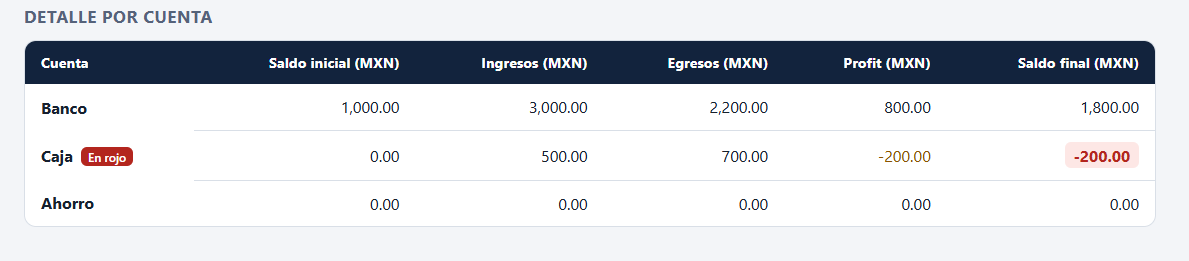 DETALLE POR CUENTA
Cuenta Saldo inicial (MXN) Ingresos (MXN) Egresos (MXN) Profit (MXN) Saldo final (MXN)
Banco 1,000.00 3,000.00 2,200.00 800.00 1,800.00
Caja En rojo 0.00 500.00 700.00 -200.00 -200.00
Ahorro 0.00 0.00 0.00 0.00 0.00